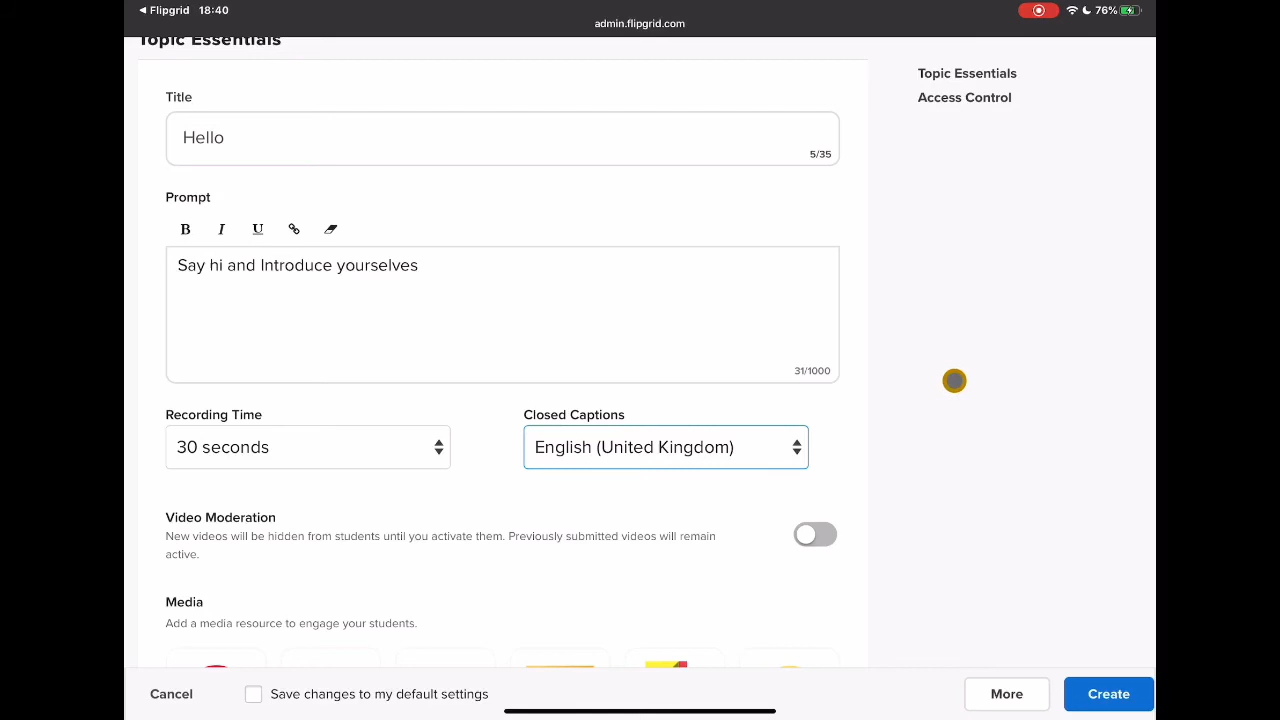 Flipgrid 18:40 76%
admin.flipgrid.com
Topic Essentials
Topic Essentials
Access Control
Title
Hello
5/35
Prompt
B I U
Say hi and Introduce yourselves
31/1000
Recording Time Closed Captions
30 seconds English (United Kingdom)
Video Moderation
New videos will be hidden from students until you activate them. Previously submitted videos will remain
active.
Media
Add a media resource to engage your students.
Cancel Save changes to my default settings More Create